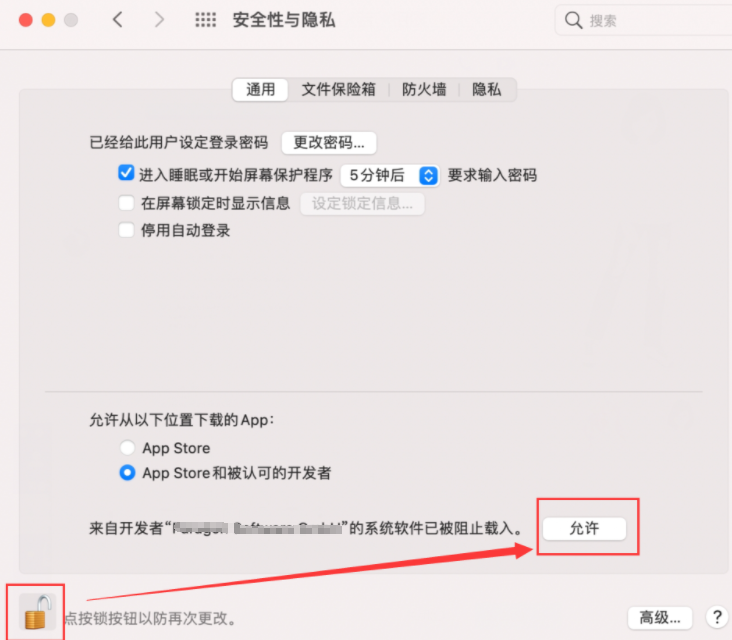 安全性与隐私
搜索
通用 文件保险箱 防火墙 隐私
已经给此用户设定登录密码 更改密码...
进入睡眠或开始屏幕保护程序 5分钟后 要求输入密码
在屏幕锁定时显示信息 设定锁定信息...
停用自动登录
允许从以下位置下载的App:
App Store
App Store和被认可的开发者
来自开发者“ ”的系统软件已被阻止载入。 允许
点按锁按钮以防再次更改。 高级... ?